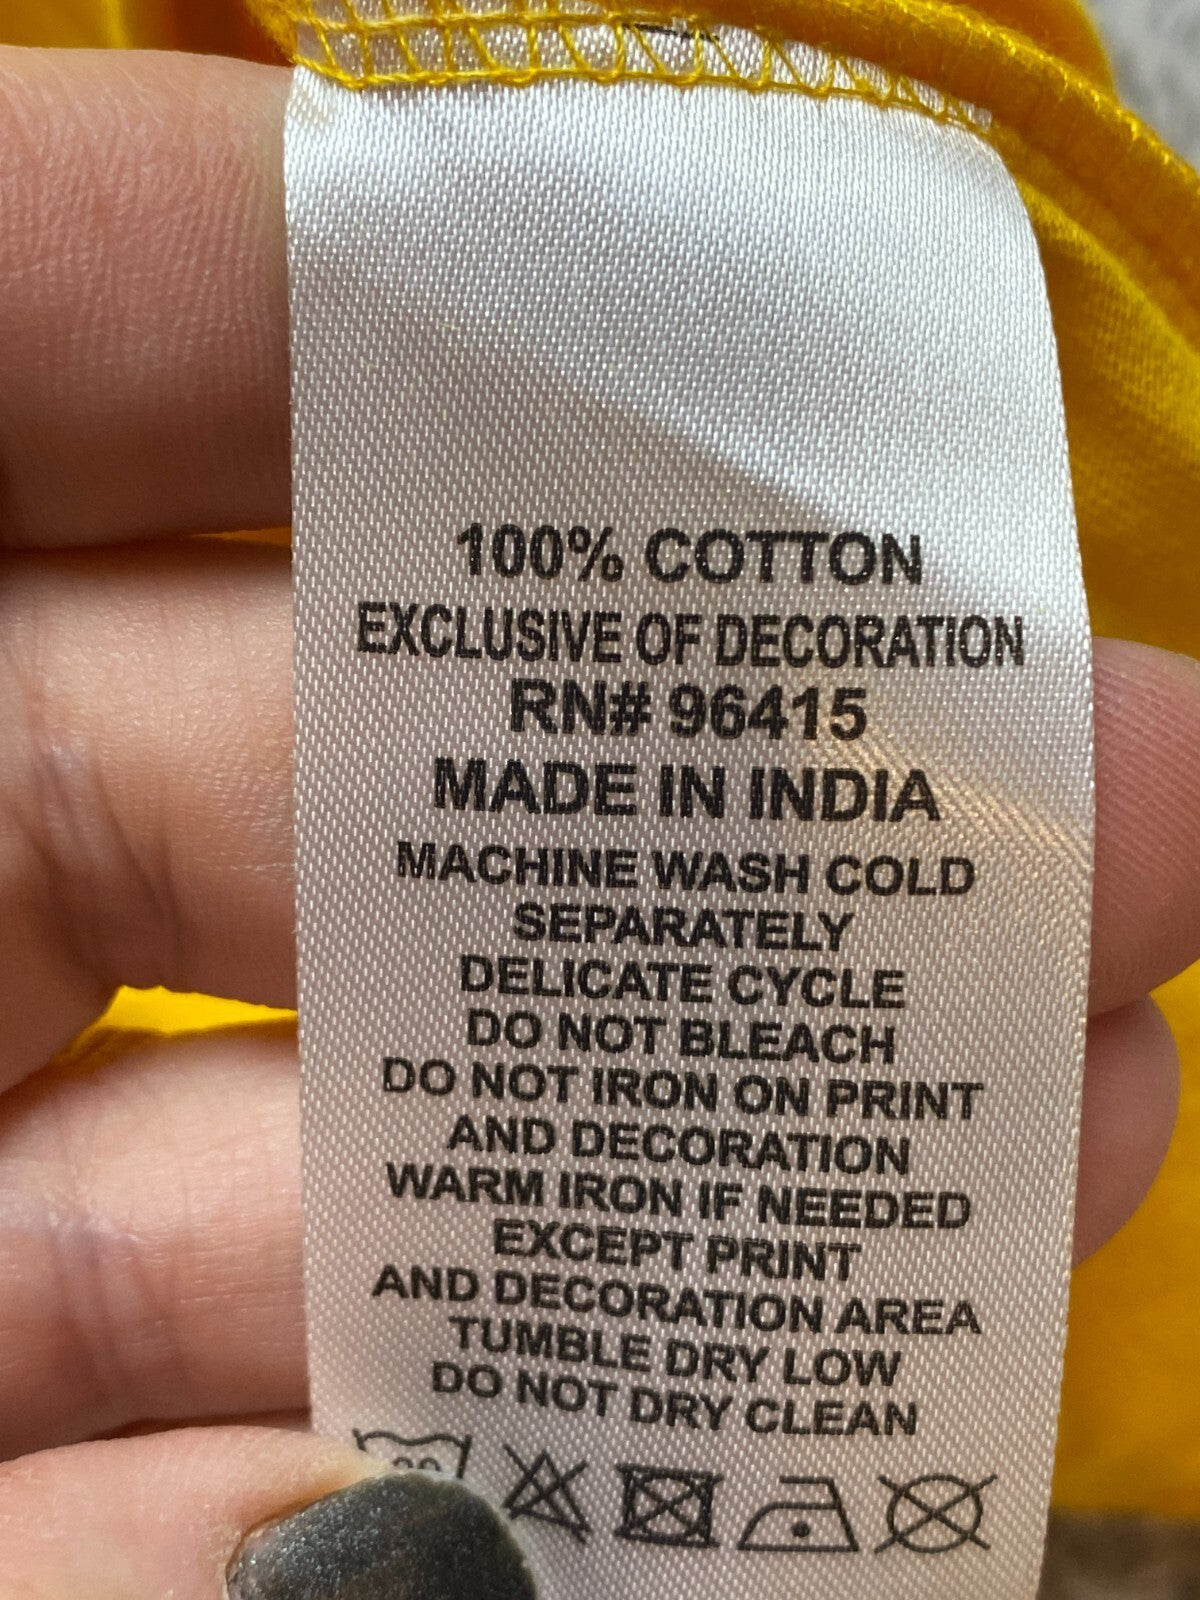 100% COTTON
EXCLUSIVE OF DECORATION
RN# 96415
MADE IN INDIA
MACHINE WASH COLD
SEPARATELY
DELICATE CYCLE
DO NOT BLEACH
DO NOT IRON ON PRINT
AND DECORATION
WARM IRON IF NEEDED
EXCEPT PRINT
AND DECORATION AREA
TUMBLE DRY LOW
DO NOT DRY CLEAN